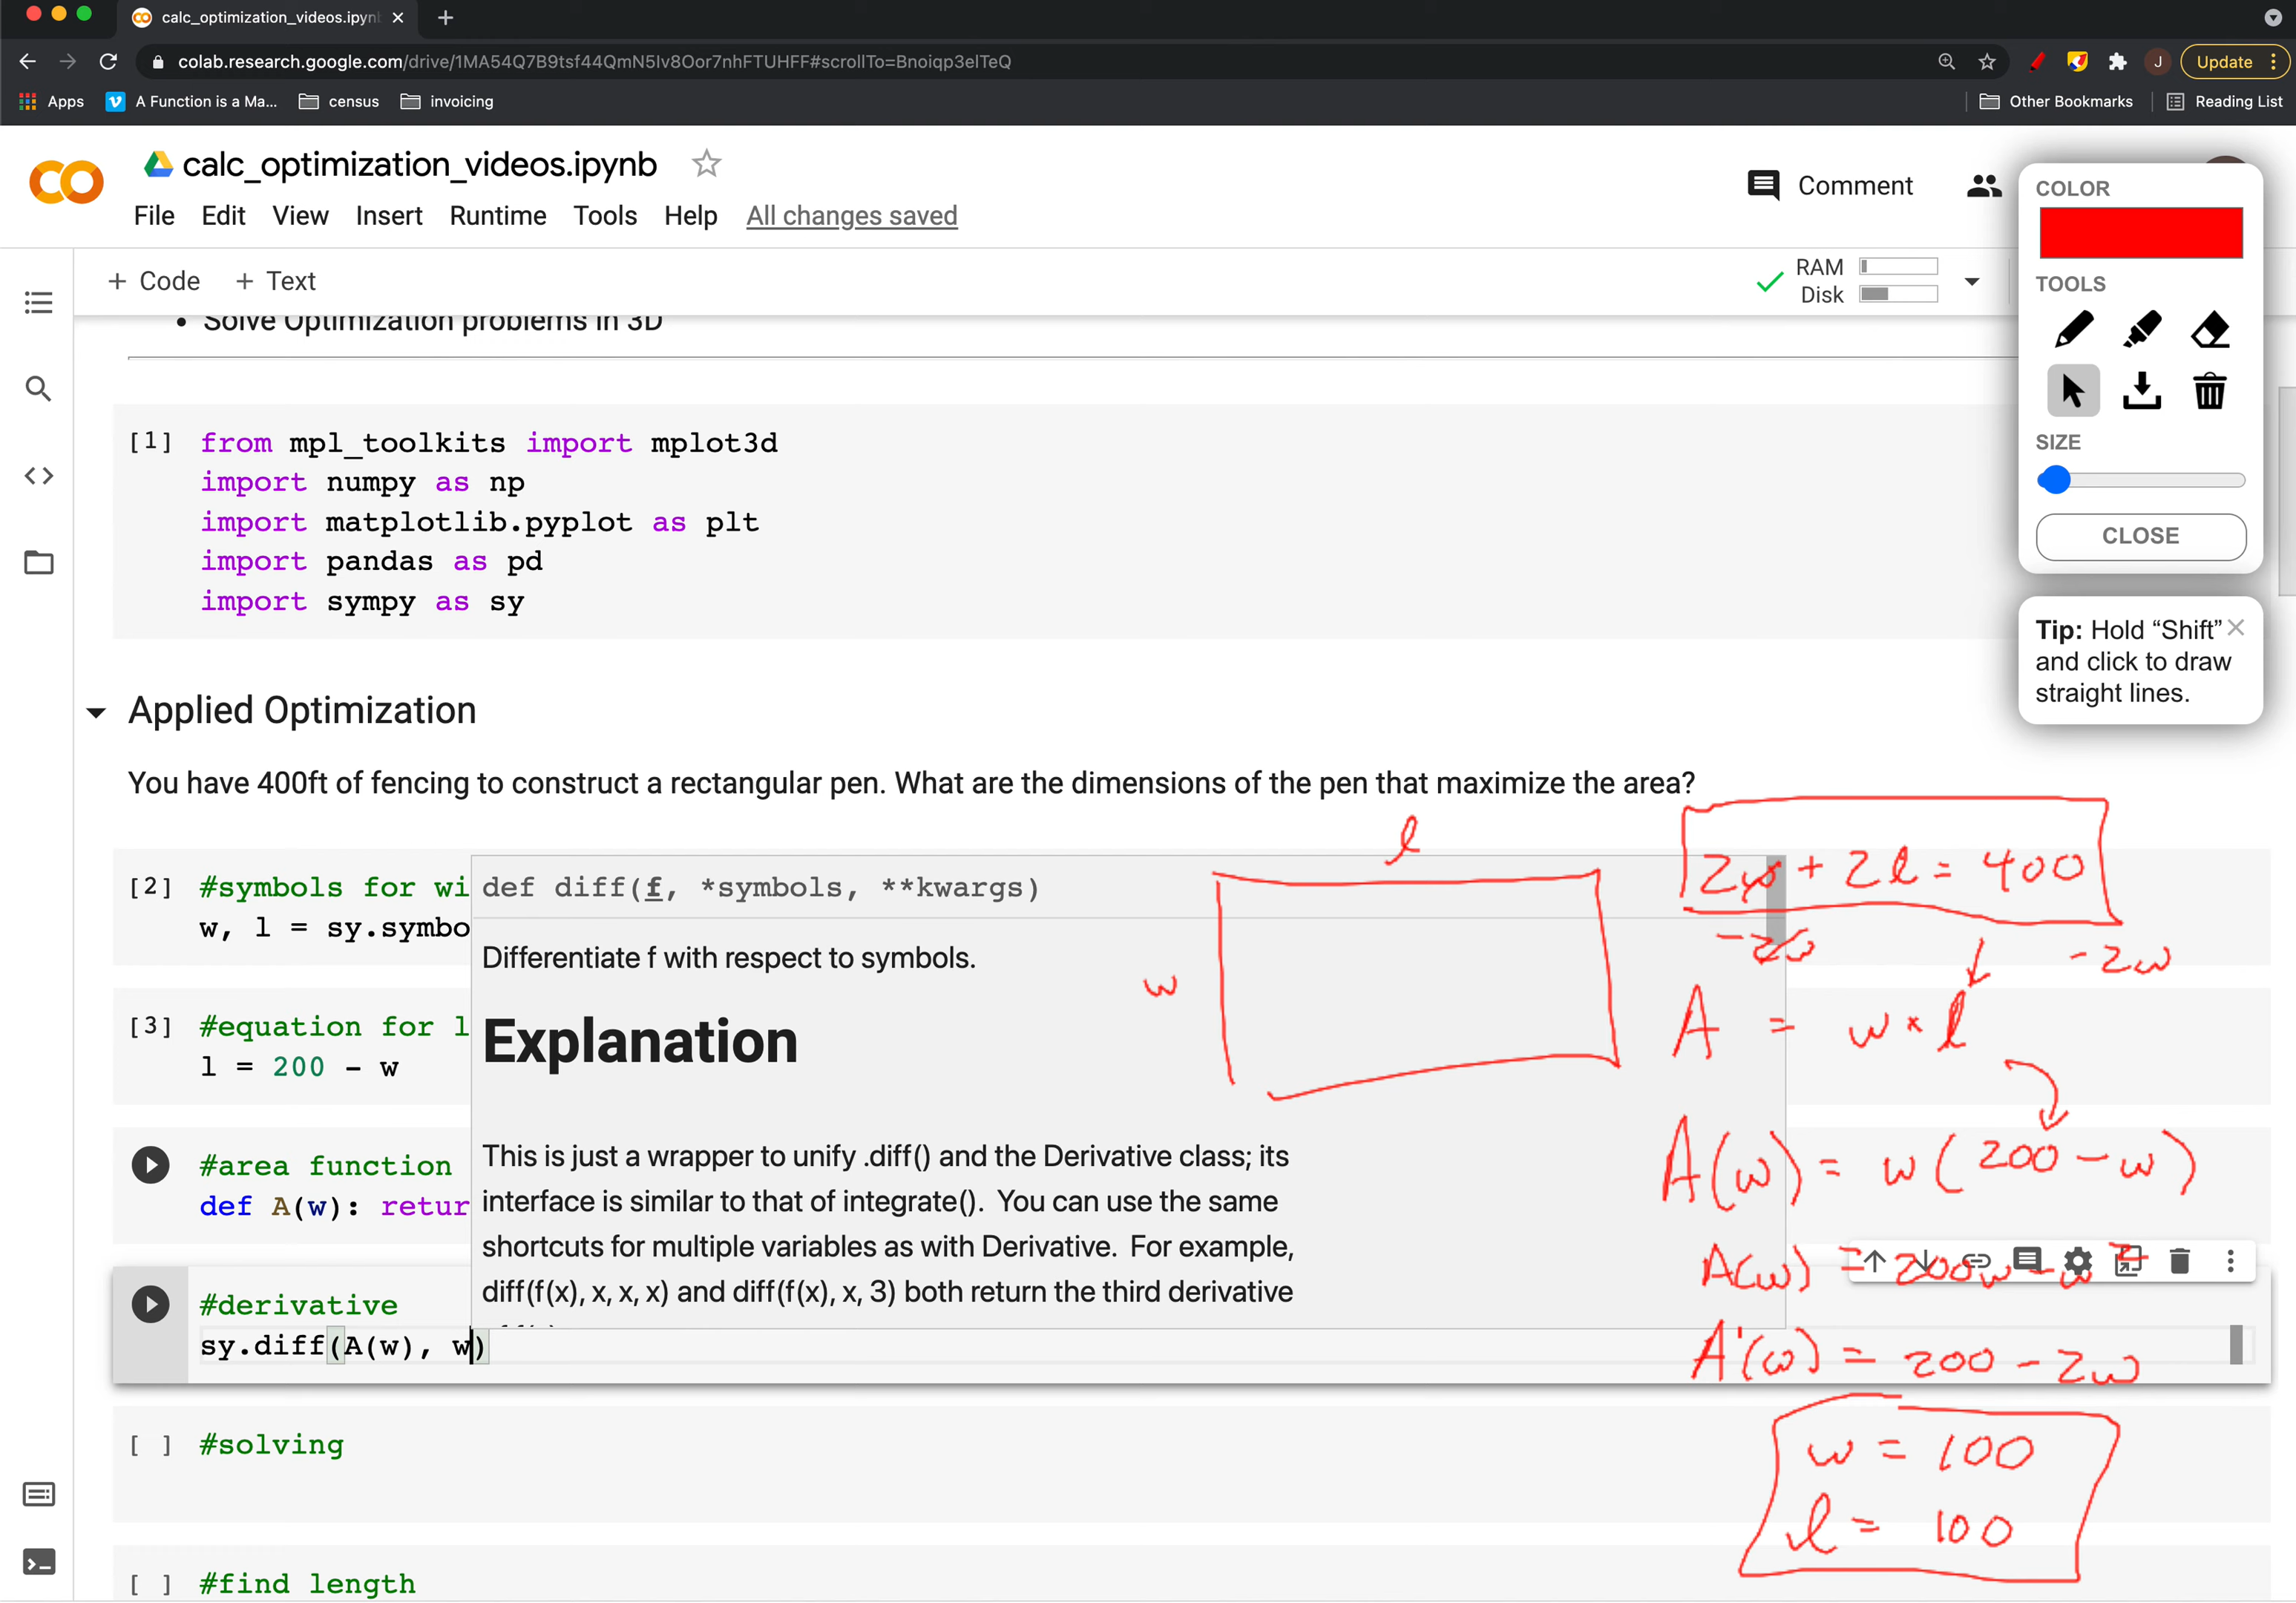 calc_optimization_videos.ipyn
colab.research.google.com/drive/1MA54Q7B9tsf44QmN5Iv8Oor7nhFTUHFF#scrollTo=Bnoiqp3elTeQ
J
Update
Apps
A Function is a Ma...
census
invoicing
Other Bookmarks
Reading List
calc_optimization_videos.ipynb
Comment
File Edit View Insert Runtime Tools Help All changes saved
+ Code + Text
RAM
Disk
COLOR
TOOLS
SIZE
CLOSE
Tip: Hold “Shift”
and click to draw
straight lines.
• Solve Optimization problems in 3D
[1] from mpl_toolkits import mplot3d
import numpy as np
import matplotlib.pyplot as plt
import pandas as pd
import sympy as sy
Applied Optimization
You have 400ft of fencing to construct a rectangular pen. What are the dimensions of the pen that maximize the area?
[2] #symbols for wi
w, l = sy.symbo
[3] #equation for l
l = 200 - w
#area function
def A(w): retur
#derivative
sy.diff(A(w), w)
[ ] #solving
[ ] #find length
def diff(f, *symbols, **kwargs)
Differentiate f with respect to symbols.
Explanation
This is just a wrapper to unify .diff() and the Derivative class; its
interface is similar to that of integrate(). You can use the same
shortcuts for multiple variables as with Derivative. For example,
diff(f(x), x, x, x) and diff(f(x), x, 3) both return the third derivative
l
w
2w + 2l = 400
-2w -2w
A = w × l
A(w) = w(200 - w)
A(w) = 200w - w²
A'(w) = 200 - 2w
w = 100
l = 100